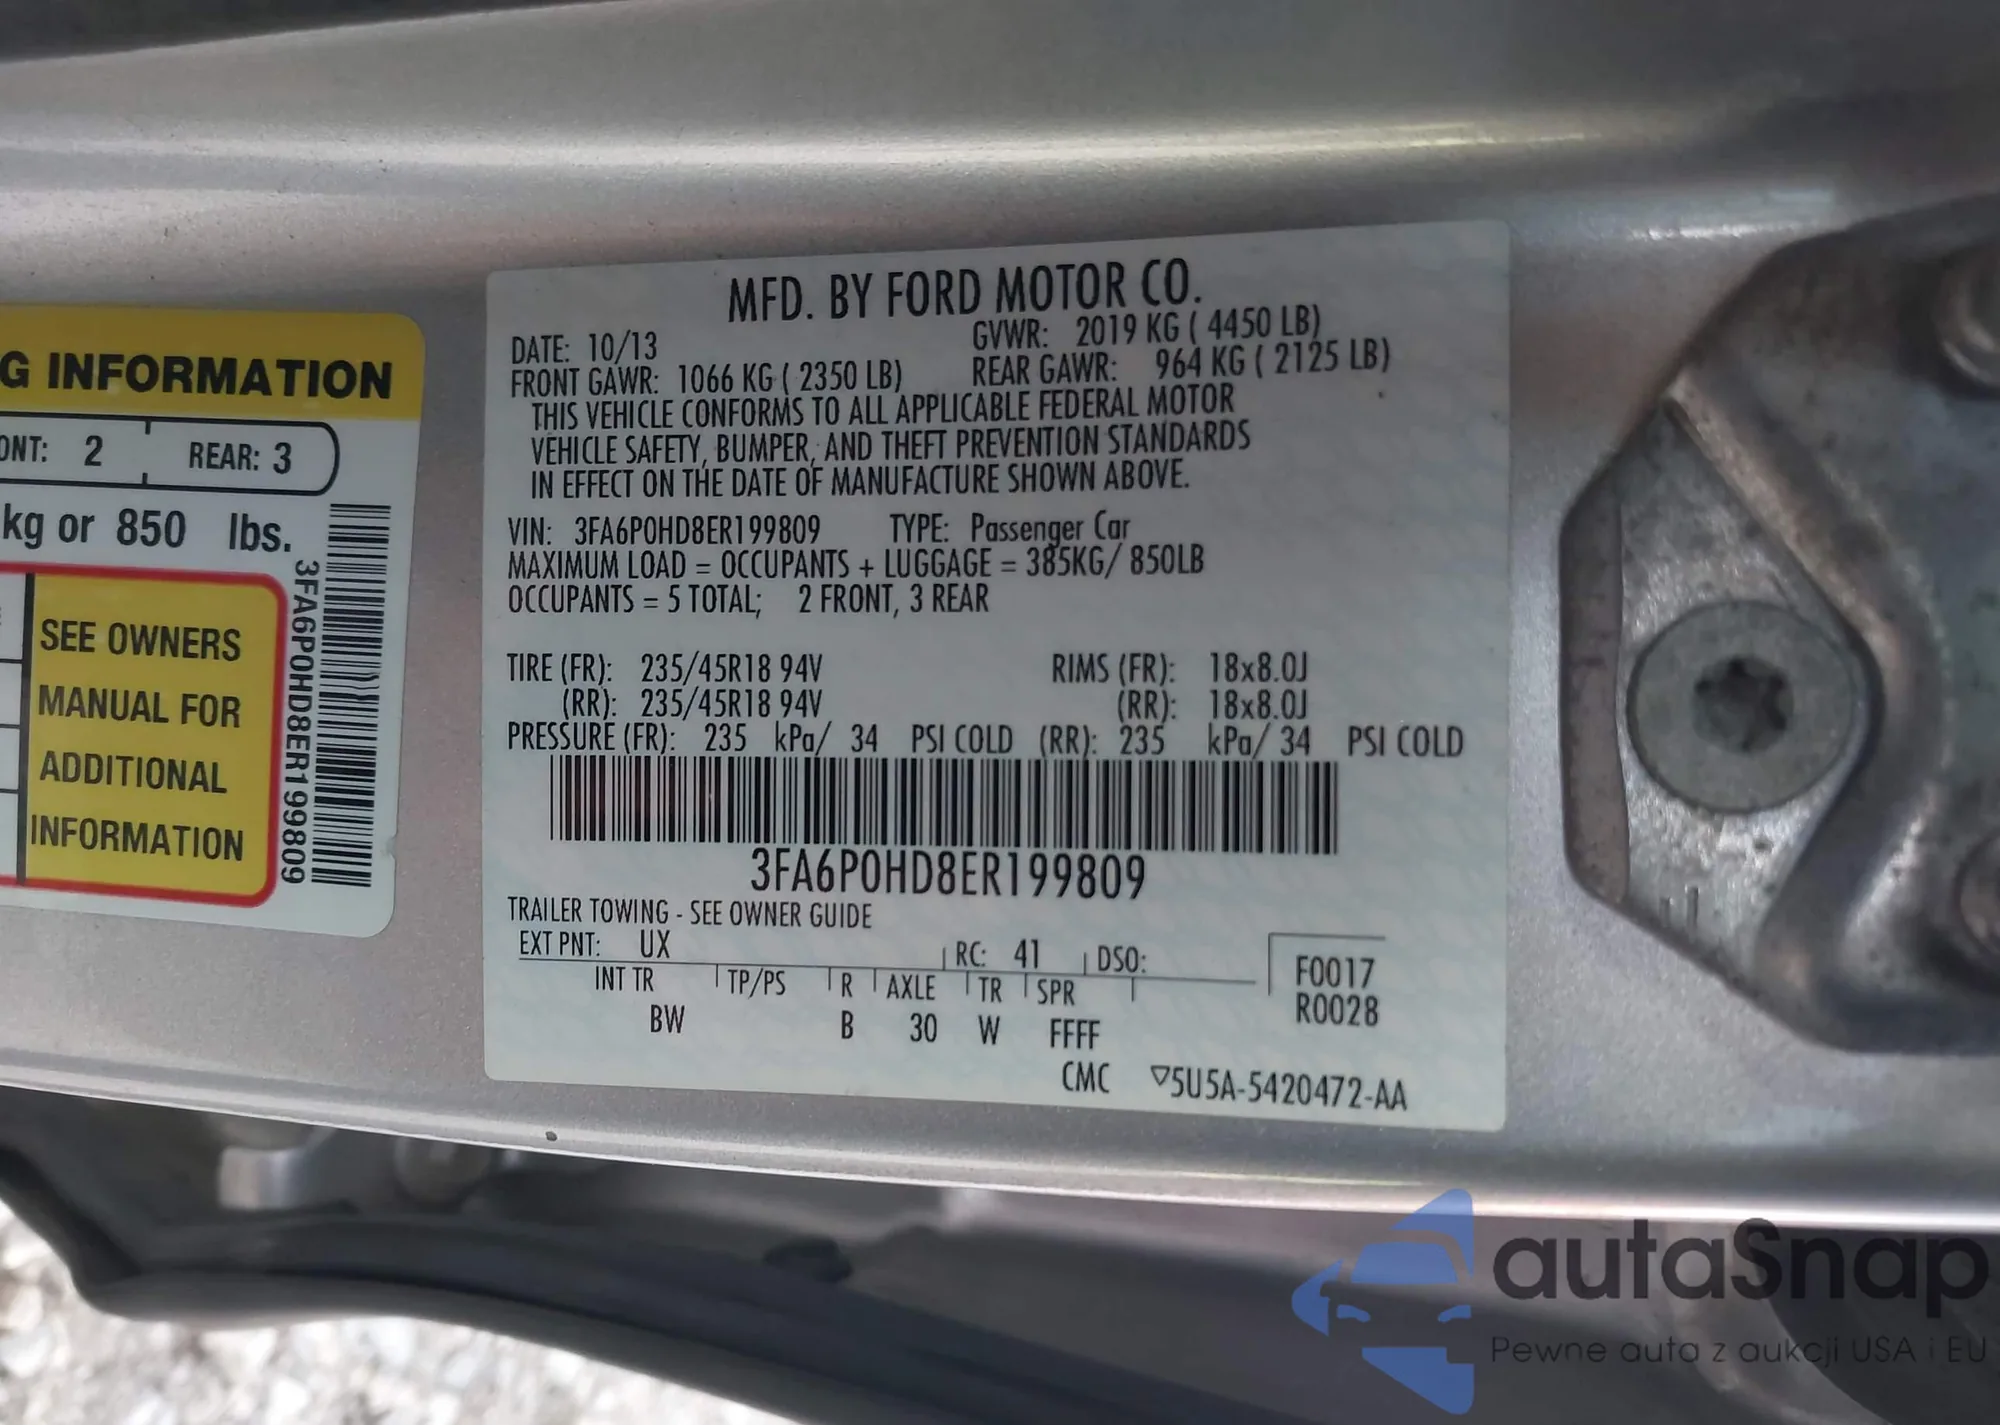 G INFORMATION
ONT: 2 REAR: 3
kg or 850 lbs.
SEE OWNERS
MANUAL FOR
ADDITIONAL
INFORMATION
3FA6P0HD8ER199809
MFD. BY FORD MOTOR CO.
DATE: 10/13 GVWR: 2019 KG ( 4450 LB)
FRONT GAWR: 1066 KG ( 2350 LB) REAR GAWR: 964 KG ( 2125 LB)
THIS VEHICLE CONFORMS TO ALL APPLICABLE FEDERAL MOTOR
VEHICLE SAFETY, BUMPER, AND THEFT PREVENTION STANDARDS
IN EFFECT ON THE DATE OF MANUFACTURE SHOWN ABOVE.
VIN: 3FA6P0HD8ER199809 TYPE: Passenger Car
MAXIMUM LOAD = OCCUPANTS + LUGGAGE = 385KG/ 850LB
OCCUPANTS = 5 TOTAL; 2 FRONT, 3 REAR
TIRE (FR): 235/45R18 94V RIMS (FR): 18x8.0J
(RR): 235/45R18 94V (RR): 18x8.0J
PRESSURE (FR): 235 kPa/ 34 PSI COLD (RR): 235 kPa/ 34 PSI COLD
3FA6P0HD8ER199809
TRAILER TOWING - SEE OWNER GUIDE
EXT PNT: UX RC: 41 DSO:
INT TR TP/PS R AXLE TR SPR
BW B 30 W FFFF
F0017
R0028
CMC ▽5U5A-5420472-AA
autaSnap
Pewne auta z aukcji USA i EU